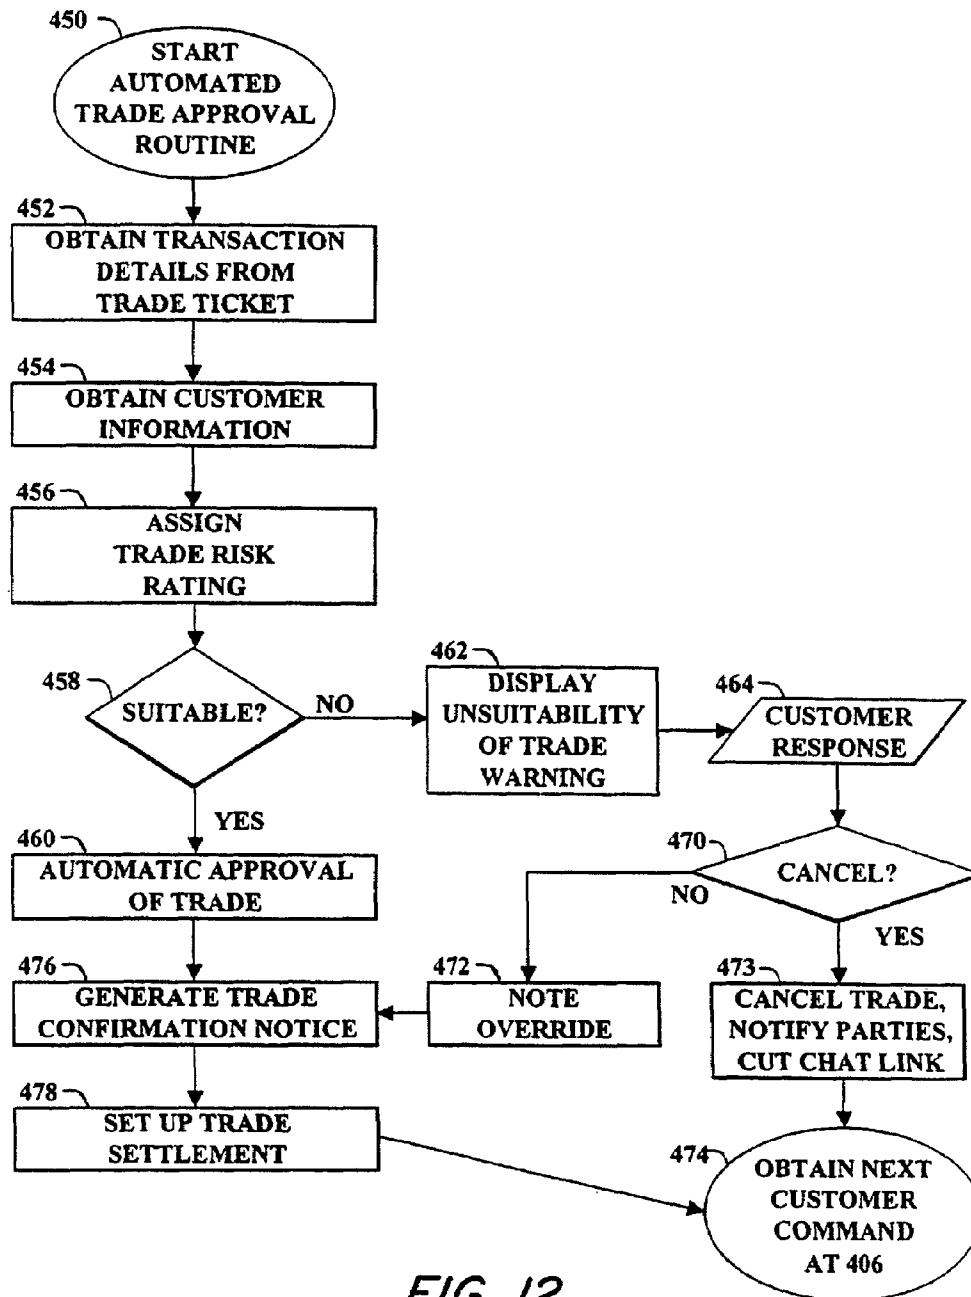 450
START
AUTOMATED
TRADE APPROVAL
ROUTINE
452
OBTAIN TRANSACTION
DETAILS FROM
TRADE TICKET
454
OBTAIN CUSTOMER
INFORMATION
456
ASSIGN
TRADE RISK
RATING
458
SUITABLE?
NO
YES
462
DISPLAY
UNSUITABILITY
OF TRADE
WARNING
464
CUSTOMER
RESPONSE
460
AUTOMATIC APPROVAL
OF TRADE
470
CANCEL?
NO
YES
476
GENERATE TRADE
CONFIRMATION NOTICE
472
NOTE
OVERRIDE
473
CANCEL TRADE,
NOTIFY PARTIES,
CUT CHAT LINK
478
SET UP TRADE
SETTLEMENT
474
OBTAIN NEXT
CUSTOMER
COMMAND
AT 406
FIG. 12